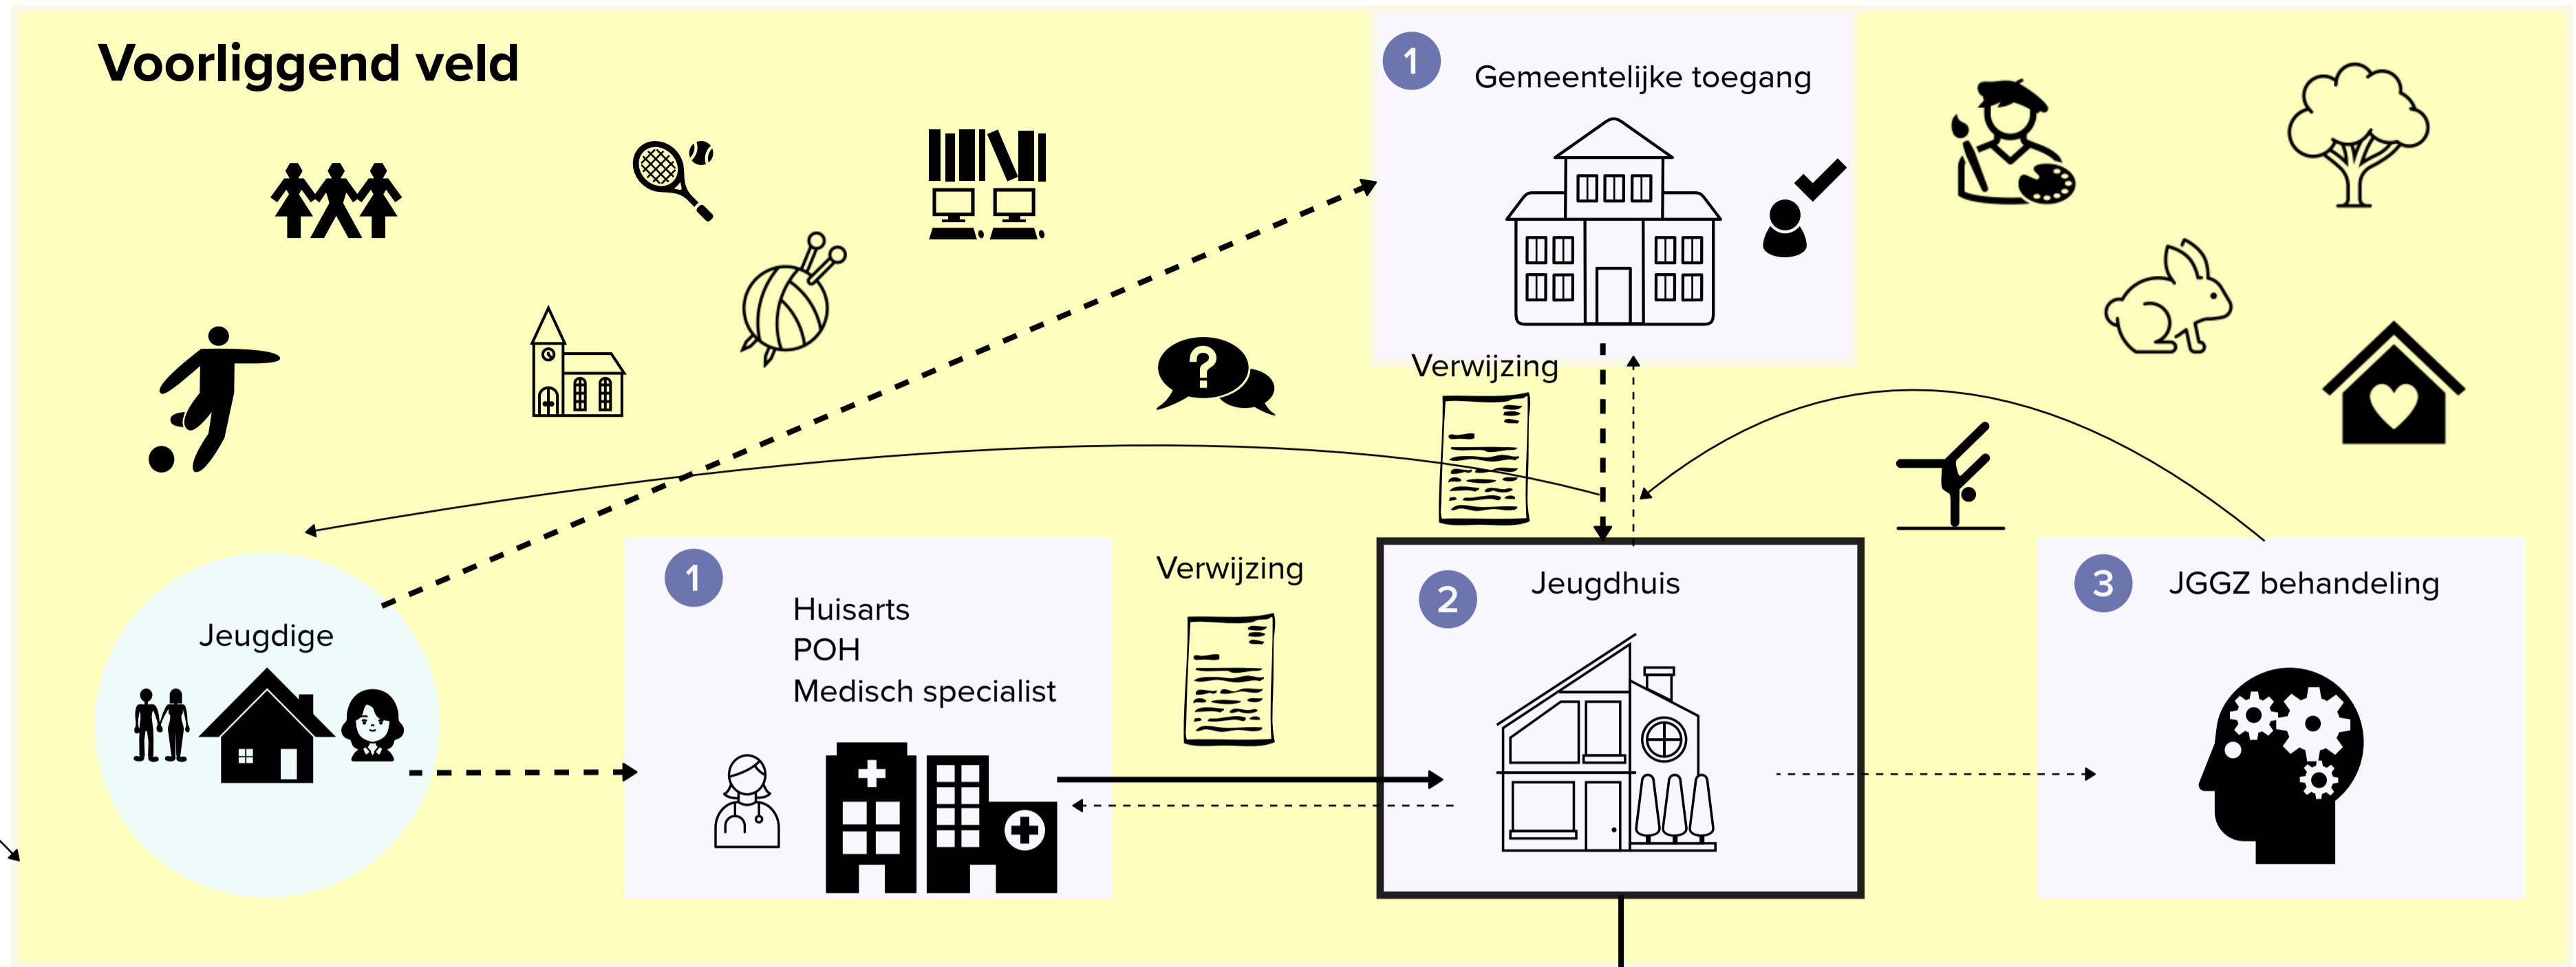 Voorliggend veld
1
Gemeentelijke toegang
?
Verwijzing
Jeugdige
1
Huisarts
POH
Medisch specialist
Verwijzing
2
Jeugdhuis
3
JGGZ behandeling